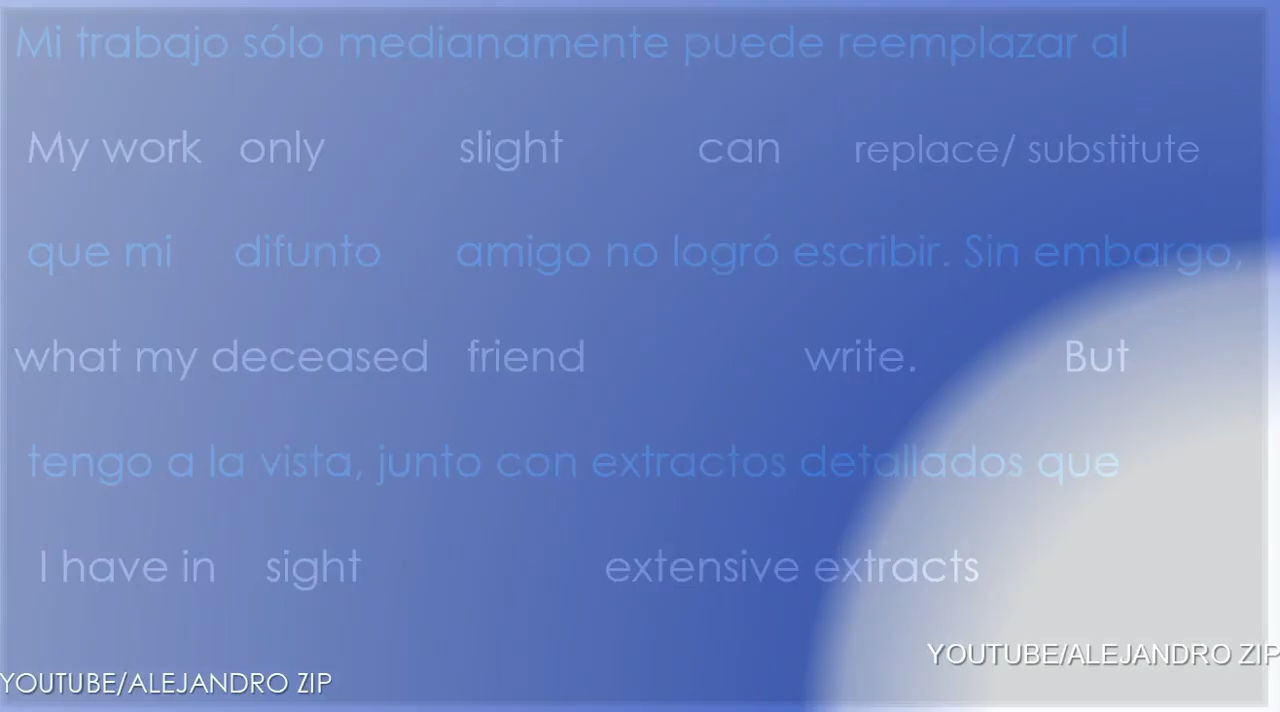 Mi trabajo sólo medianamente puede reemplazar al
My work only slight can replace/ substitute
que mi difunto amigo no logró escribir. Sin embargo,
what my deceased friend write. But
tengo a la vista, junto con extractos detallados que
I have in sight extensive extracts
YOUTUBE/ALEJANDRO ZIP
YOUTUBE/ALEJANDRO ZIP